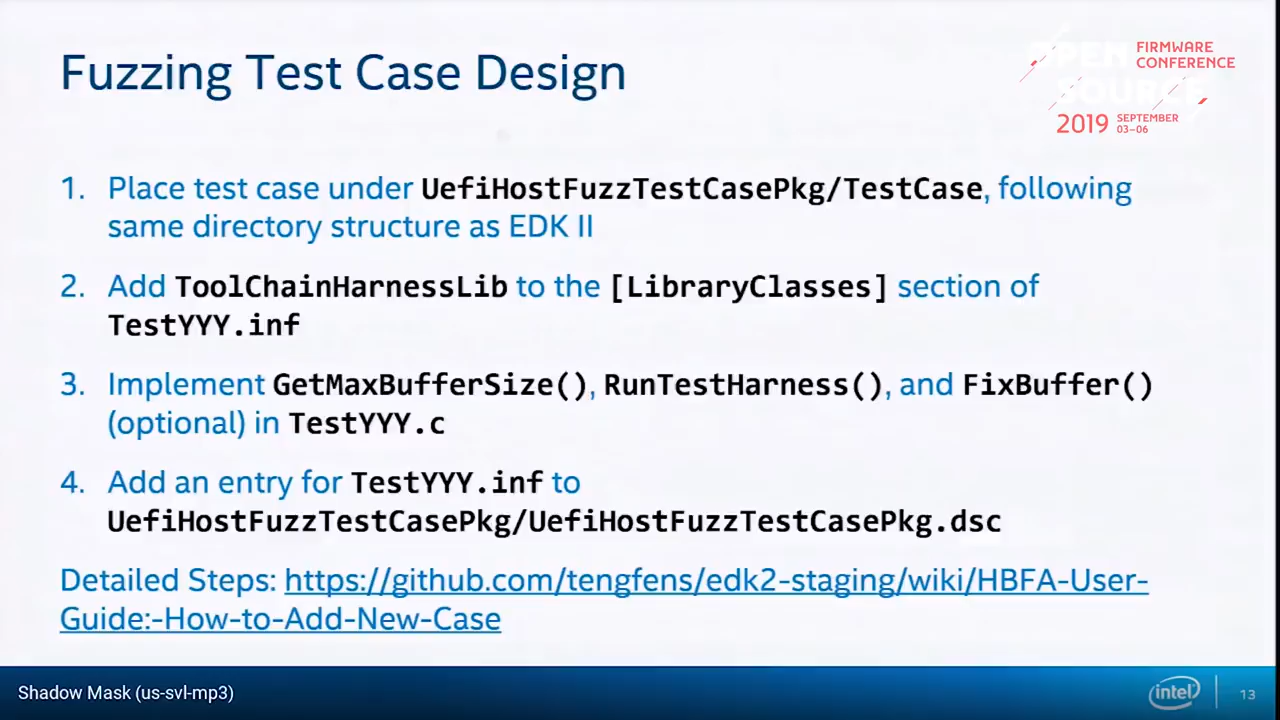 Fuzzing Test Case Design
OPEN SOURCE
FIRMWARE
CONFERENCE
2019 SEPTEMBER
03–06
1. Place test case under UefiHostFuzzTestCasePkg/TestCase, following
same directory structure as EDK II
2. Add ToolChainHarnessLib to the [LibraryClasses] section of
TestYYY.inf
3. Implement GetMaxBufferSize(), RunTestHarness(), and FixBuffer()
(optional) in TestYYY.c
4. Add an entry for TestYYY.inf to
UefiHostFuzzTestCasePkg/UefiHostFuzzTestCasePkg.dsc
Detailed Steps: https://github.com/tengfens/edk2-staging/wiki/HBFA-User-
Guide:-How-to-Add-New-Case
Shadow Mask (us-svl-mp3)
intel
13